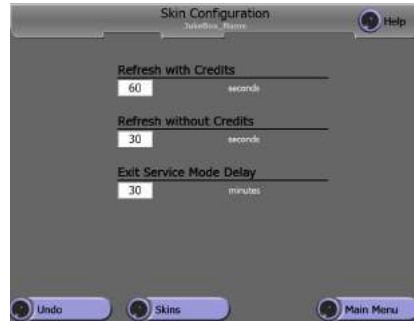 Skin Configuration
JukeBox_Name
Help
Refresh with Credits
60 seconds
Refresh without Credits
30 seconds
Exit Service Mode Delay
30 minutes
Undo
Skins
Main Menu